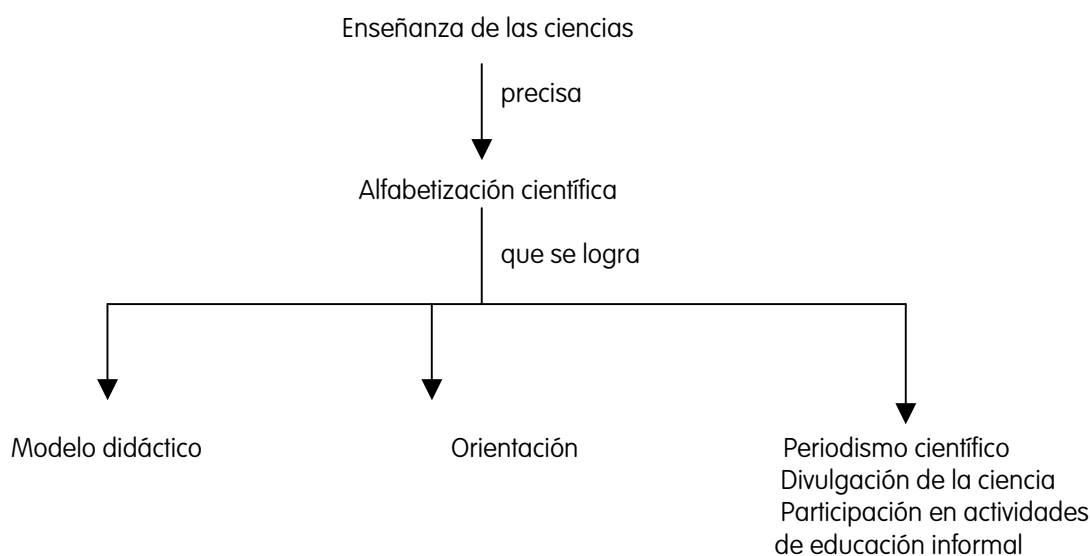 Enseñanza de las ciencias
precisa
Alfabetización científica
que se logra
Modelo didáctico
Orientación
Periodismo científico
Divulgación de la ciencia
Participación en actividades
de educación informal